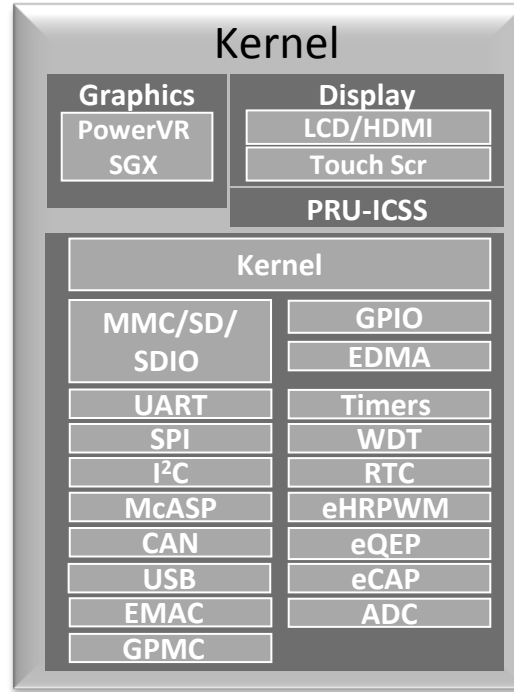 Kernel
Graphics
PowerVR
SGX
Display
LCD/HDMI
Touch Scr
PRU-ICSS
Kernel
MMC/SD/
SDIO
UART
SPI
I²C
McASP
CAN
USB
EMAC
GPMC
GPIO
EDMA
Timers
WDT
RTC
eHRPWM
eQEP
eCAP
ADC